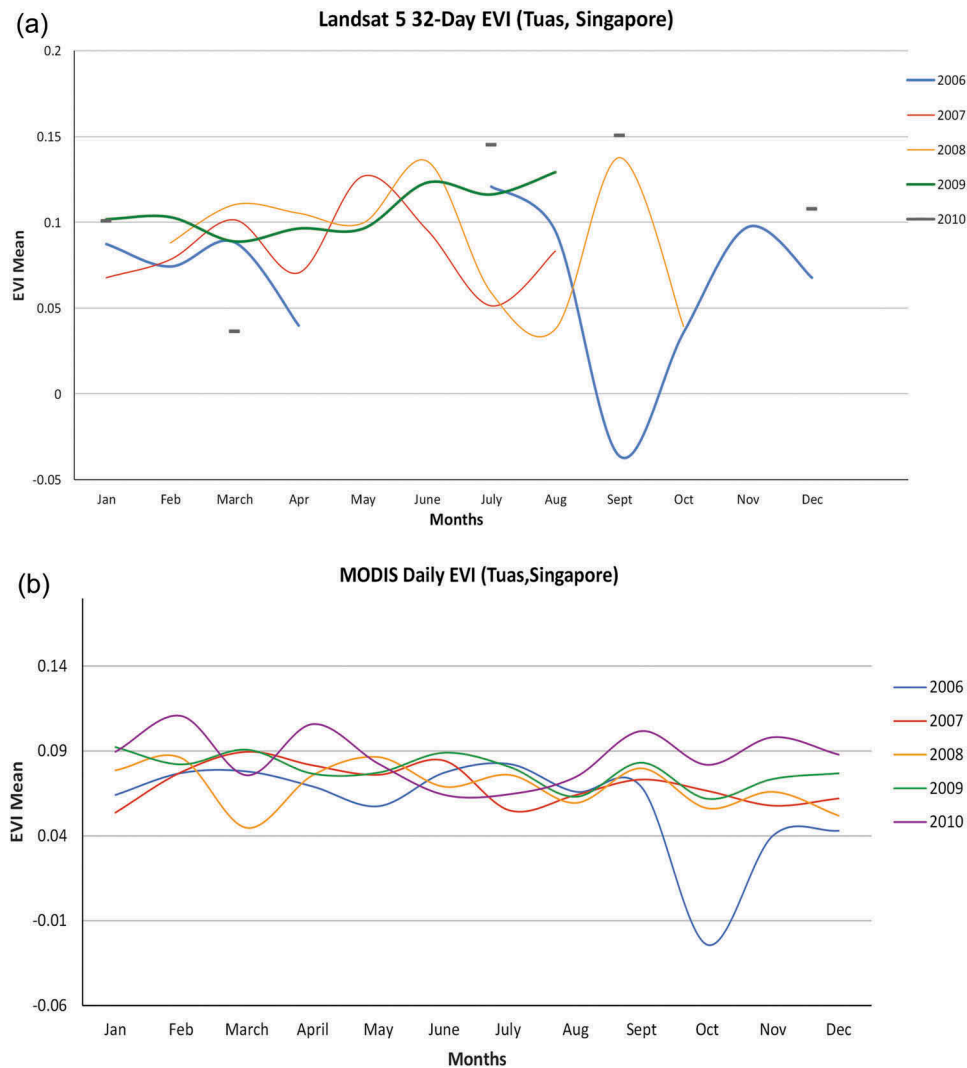 (a)
Landsat 5 32-Day EVI (Tuas, Singapore)
0.2
0.15
0.1
0.05
0
-0.05
EVI Mean
Jan Feb March Apr May June July Aug Sept Oct Nov Dec
Months
2006
2007
2008
2009
2010
(b)
MODIS Daily EVI (Tuas,Singapore)
0.14
0.09
0.04
-0.01
-0.06
EVI Mean
Jan Feb March April May June July Aug Sept Oct Nov Dec
Months
2006
2007
2008
2009
2010